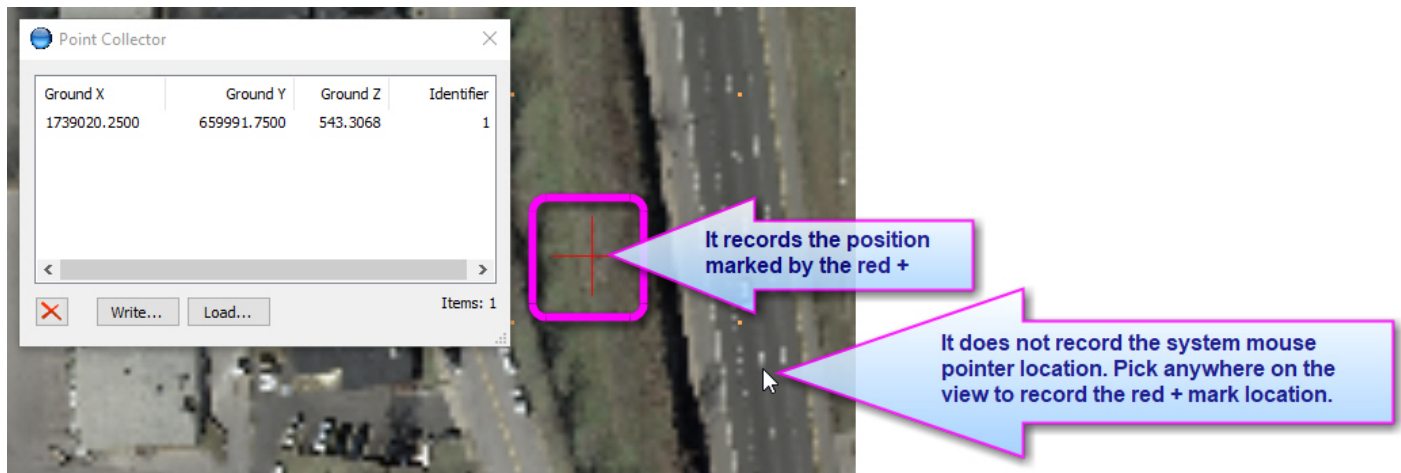 Point Collector
Ground X Ground Y Ground Z Identifier
1739020.2500 659991.7500 543.3068 1
Write... Load... Items: 1
It records the position
marked by the red +
It does not record the system mouse
pointer location. Pick anywhere on the
view to record the red + mark location.